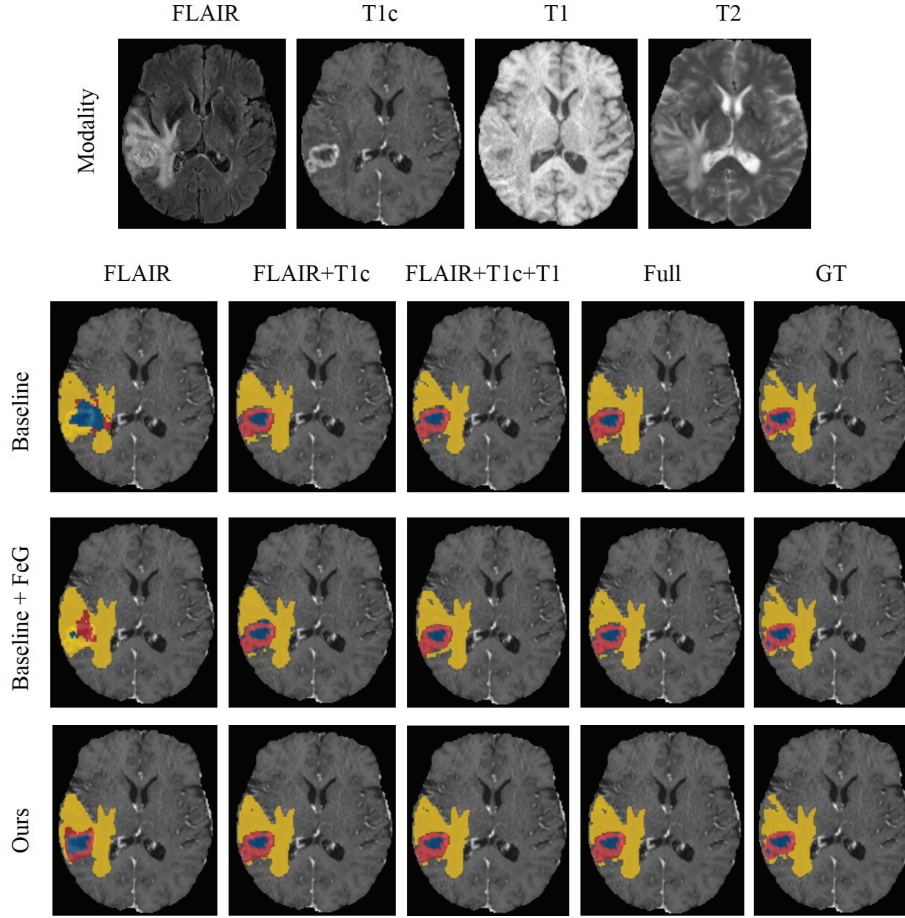 FLAIR T1c T1 T2
Modality
FLAIR FLAIR+T1c FLAIR+T1c+T1 Full GT
Baseline
Baseline + FeG
Ours